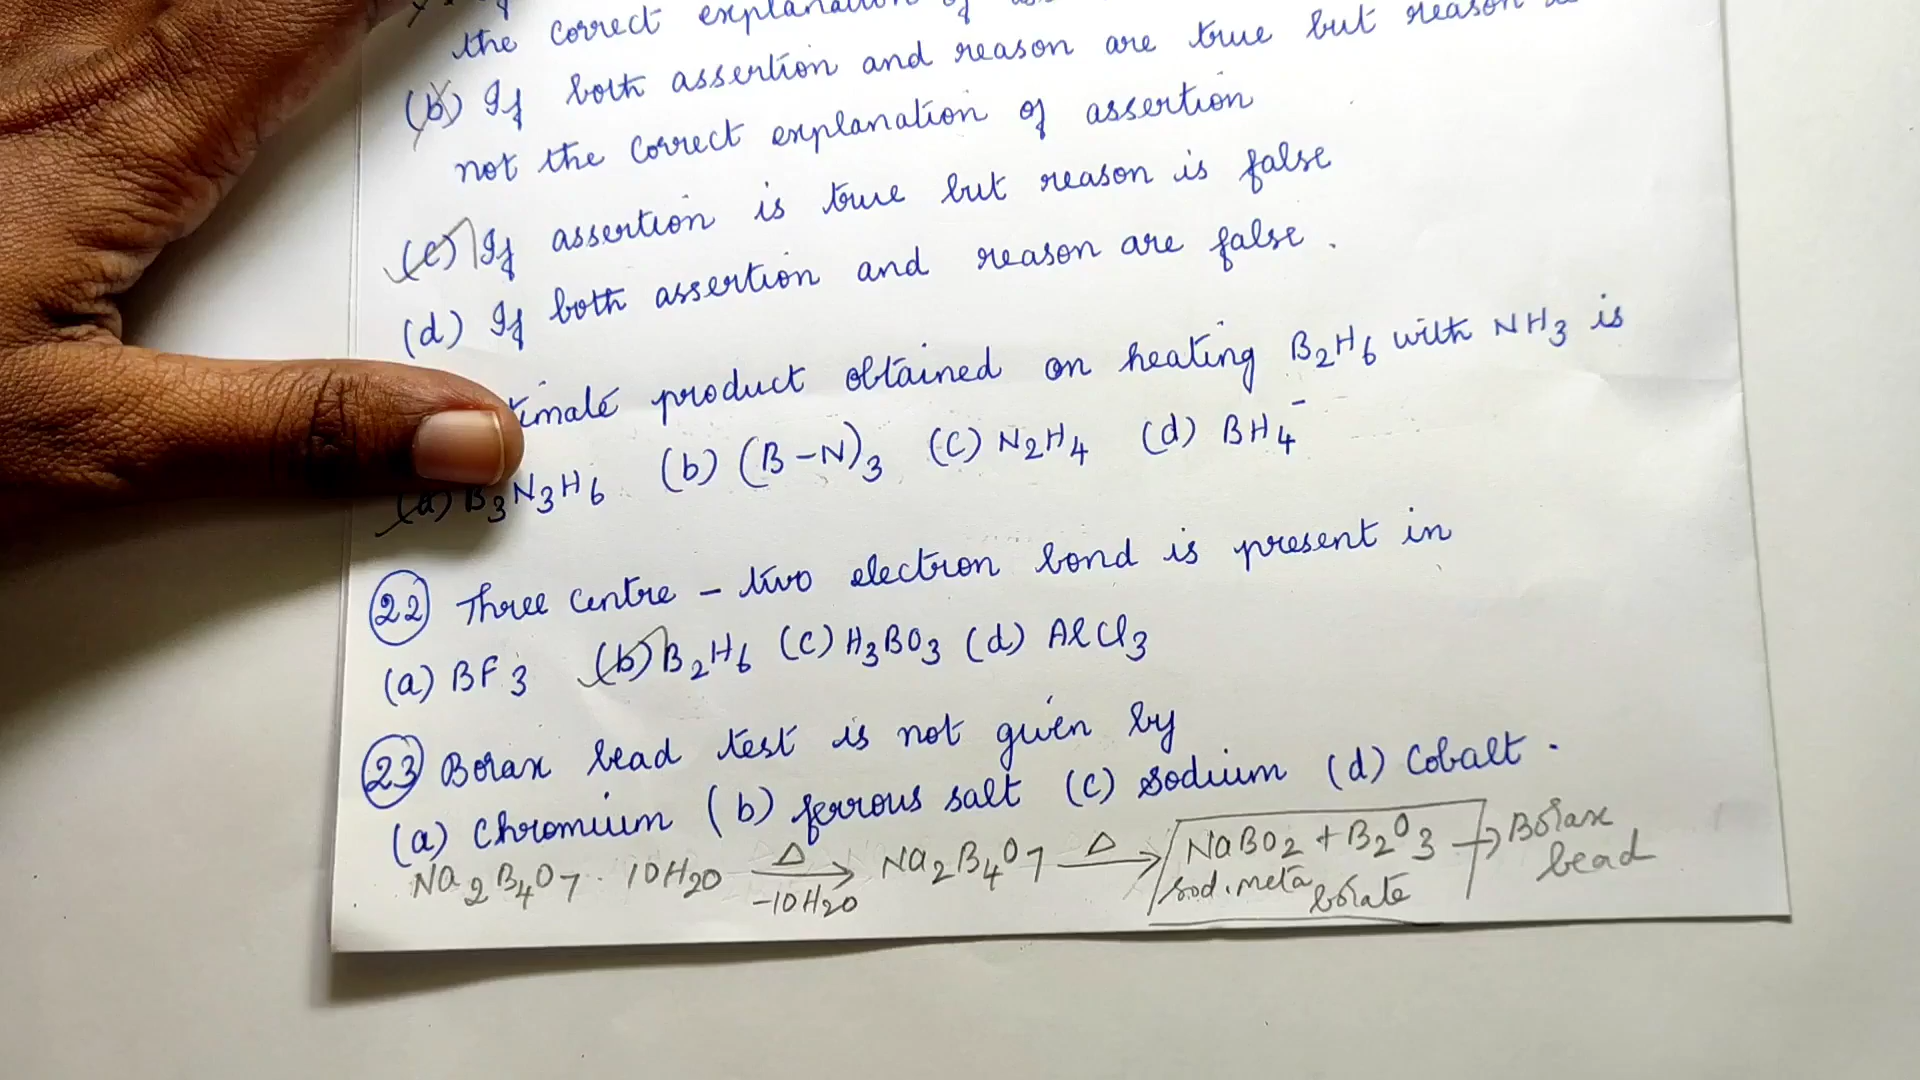 the correct explanation of
(b) If both assertion and reason are true but reason
not the correct explanation of assertion
(c) If assertion is true but reason is false
(d) If both assertion and reason are false.
timate product obtained on heating B₂H₆ with NH₃ is
(a) B₃N₃H₆ (b) (B-N)₃ (c) N₂H₄ (d) BH₄⁻
(22) Three centre - two electron bond is present in
(a) BF₃ (b) B₂H₆ (c) H₃BO₃ (d) AlCl₃
(23) Borax bead test is not given by
(a) Chromium (b) ferrous salt (c) Sodium (d) Cobalt.
Na₂B₄O₇ · 10H₂O —Δ/-10H₂O→ Na₂B₄O₇ —Δ→ NaBO₂ + B₂O₃ → Borax
sod. meta borate bead